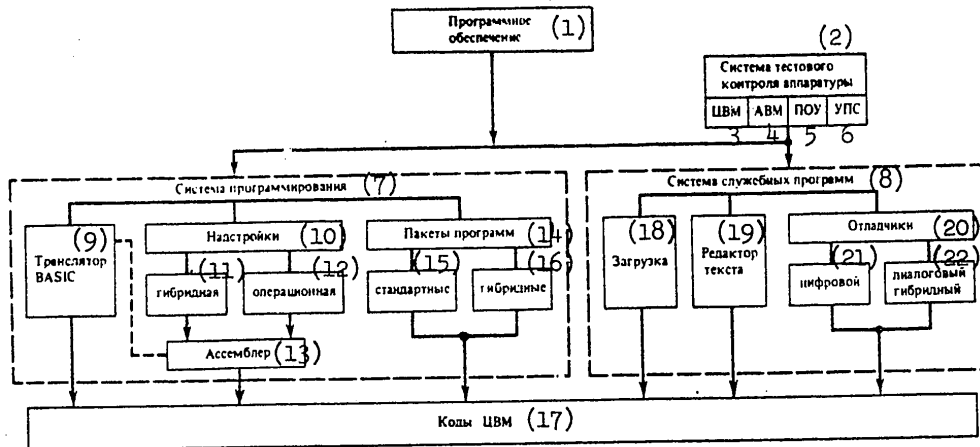 Программное (1)
обеспечение
(2)
Система тестового
контроля аппаратуры
ЦВМ АВМ ПОУ УПС
3 4 5 6
Система программирования (7)
Система служебных программ (8)
(9)
Транслятор
BASIC
Надстройки (10)
(11)
гибридная
(12)
операционная
Ассемблер (13)
Пакеты программ (14)
(15)
стандартные
(16)
гибридные
(18)
Загрузка
(19)
Редактор
текста
Отладчики (20)
(21)
цифровой
(22)
диалоговый
гибридный
Коды ЦВМ (17)